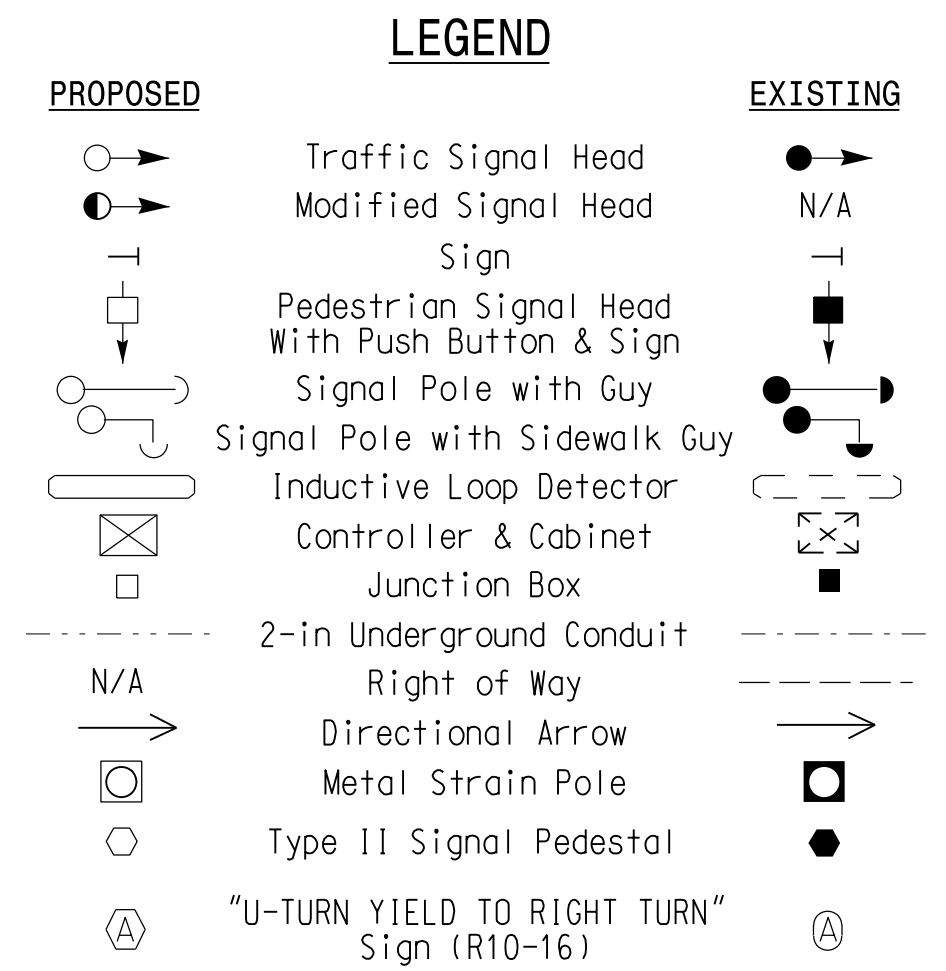 LEGEND
PROPOSED EXISTING
Traffic Signal Head
Modified Signal Head N/A
Sign
Pedestrian Signal Head
With Push Button & Sign
Signal Pole with Guy
Signal Pole with Sidewalk Guy
Inductive Loop Detector
Controller & Cabinet
Junction Box
2-in Underground Conduit
N/A Right of Way
Directional Arrow
Metal Strain Pole
Type II Signal Pedestal
"U-TURN YIELD TO RIGHT TURN"
A Sign (R10-16) A